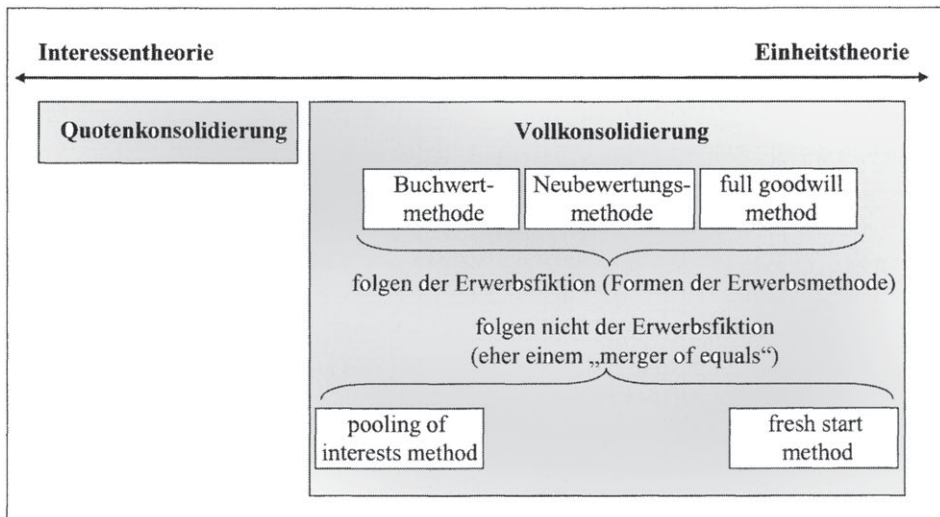 Interessentheorie Einheitstheorie
Quotenkonsolidierung
Vollkonsolidierung
Buchwert-
methode
Neubewertungs-
methode
full goodwill
method
folgen der Erwerbsfiktion (Formen der Erwerbsmethode)
folgen nicht der Erwerbsfiktion
(eher einem „merger of equals“)
pooling of
interests method
fresh start
method